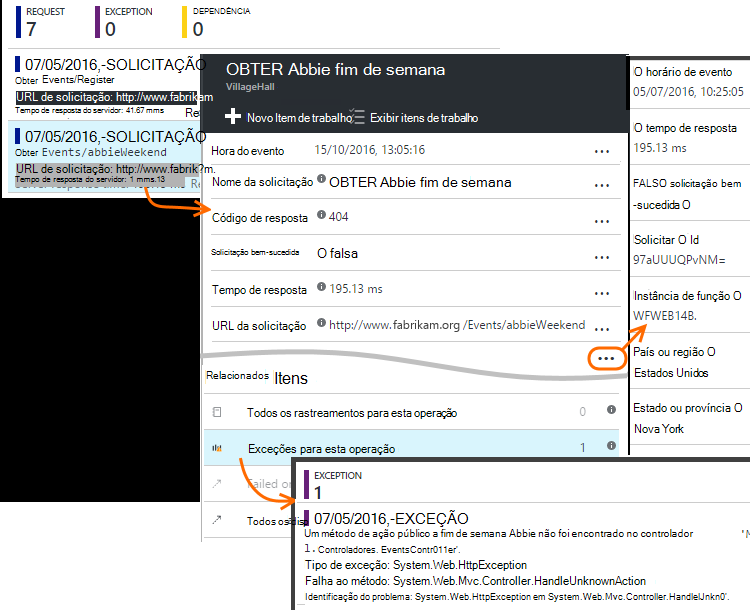 REQUEST
7
EXCEPTION
0
DEPENDÊNCIA
0
07/05/2016,-SOLICITAÇÃO
Obter Events/Register
URL de solicitação: http://www.fabrikam
Tempo de resposta do servidor: 41.67 mms
Re
07/05/2016,-SOLICITAÇÃO
Obter Events/abbieWeekend
URL de solicitação: http://www.fabrik?m.
Tempo de resposta do servidor: 1 mms.13
Re
OBTER Abbie fim de semana
VillageHall
Novo Item de trabalho
Exibir itens de trabalho
Hora do evento 15/10/2016, 13:05:16
Nome da solicitação OBTER Abbie fim de semana
Código de resposta 404
Solicitação bem-sucedida O falsa
Tempo de resposta 195.13 ms
URL da solicitação http://www.fabrikam.org /Events/abbieWeekend
Relacionados Itens
Todos os rastreamentos para esta operação 0
Exceções para esta operação 1
Failed or
Todos os disp
O horário de evento
05/07/2016, 10:25:05
O tempo de resposta
195.13 ms
FALSO solicitação bem
-sucedida O
Solicitar O Id
97aUUUQPvNM=
Instância de função O
WFWEB14B.
País ou região O
Estados Unidos
Estado ou província O
Nova York
EXCEPTION
1
07/05/2016,-EXCEÇÃO
Um método de ação público a fim de semana Abbie não foi encontrado no controlador
1. Controladores. EventsContr011er'.
Tipo de exceção: System.Web.HttpException
Falha ao método: System.Web.Mvc.Controller.HandleUnknownAction
Identificação do problema: System.Web.HttpException em System.Web.Mvc.Controller.HandleUnkn0'.